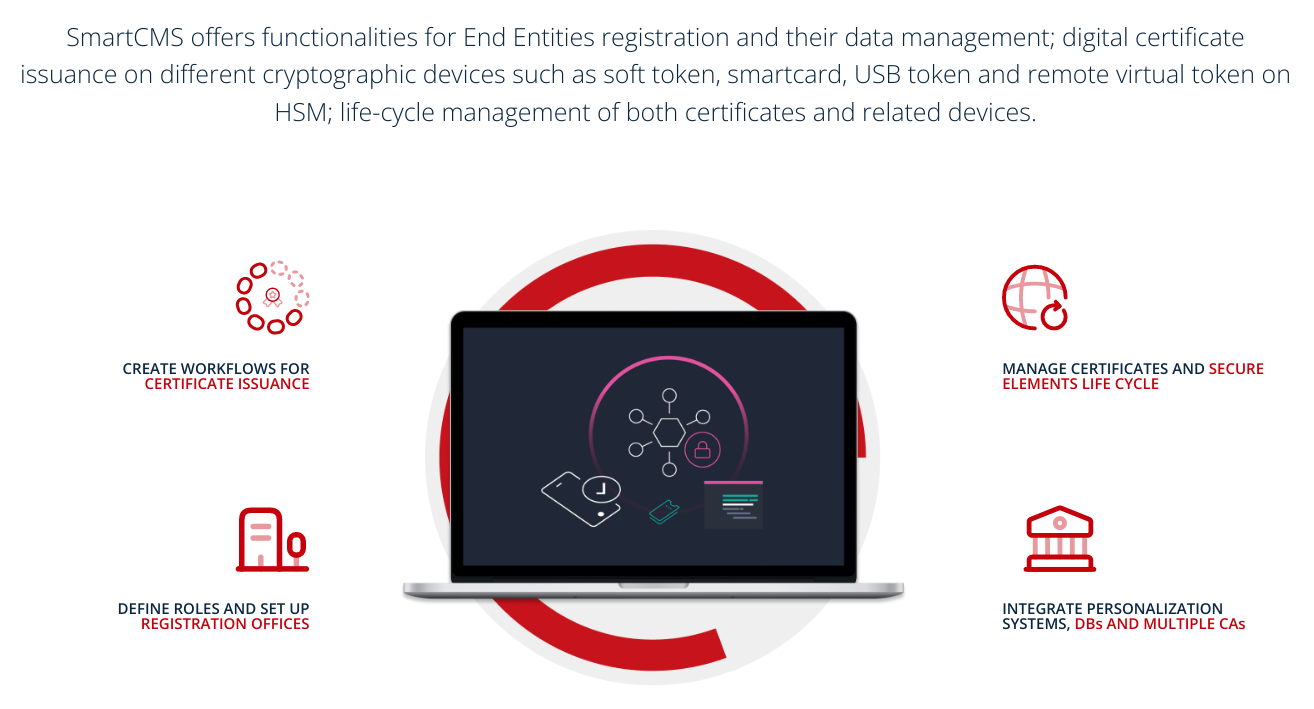 SmartCMS offers functionalities for End Entities registration and their data management; digital certificate
issuance on different cryptographic devices such as soft token, smartcard, USB token and remote virtual token on
HSM; life-cycle management of both certificates and related devices.
CREATE WORKFLOWS FOR
CERTIFICATE ISSUANCE
MANAGE CERTIFICATES AND SECURE
ELEMENTS LIFE CYCLE
DEFINE ROLES AND SET UP
REGISTRATION OFFICES
INTEGRATE PERSONALIZATION
SYSTEMS, DBs AND MULTIPLE CAs